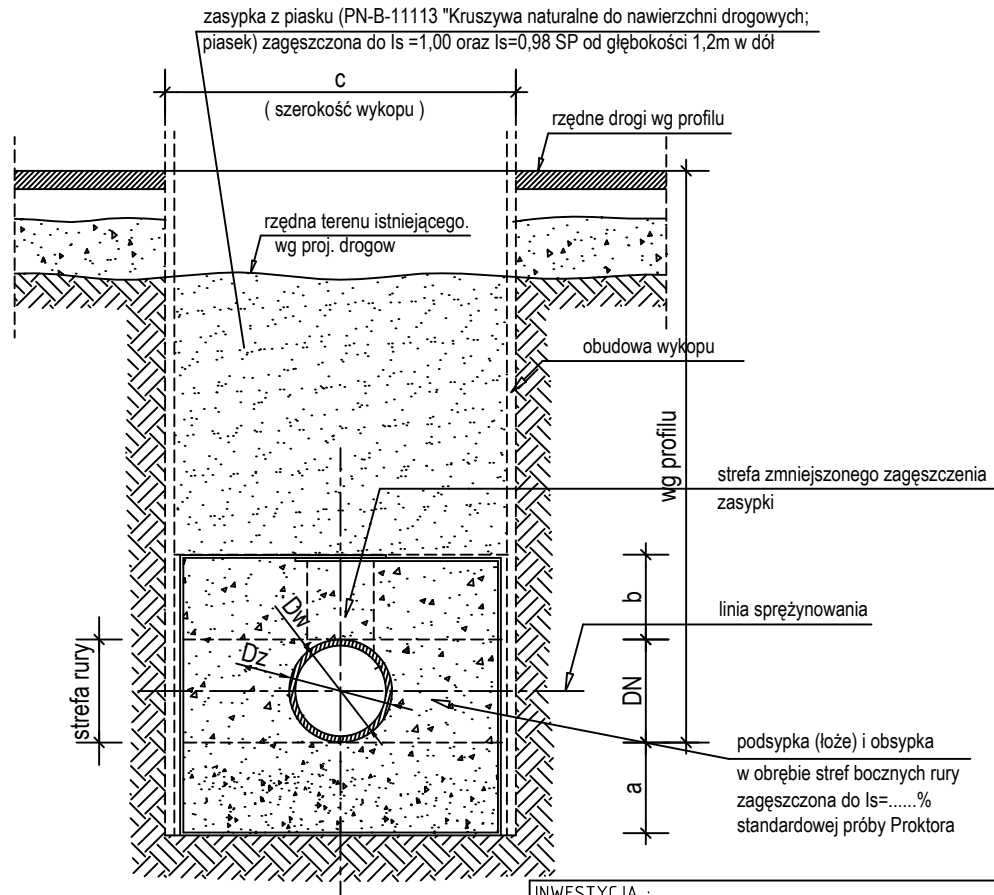 zasypka z piasku (PN-B-11113 "Kruszywa naturalne do nawierzchni drogowych;
piasek) zagęszczona do Is =1,00 oraz Is=0,98 SP od głębokości 1,2m w dół
c
( szerokość wykopu )
rzędne drogi wg profilu
rzędna terenu istniejącego.
wg proj. drogow
obudowa wykopu
wg profilu
strefa zmniejszonego zagęszczenia
zasypki
b
linia sprężynowania
Dw
Dz
strefa rury
DN
podsypka (łoże) i obsypka
w obrębie stref bocznych rury
zagęszczona do Is=......%
standardowej próby Proktora
a
INWESTYCJA :